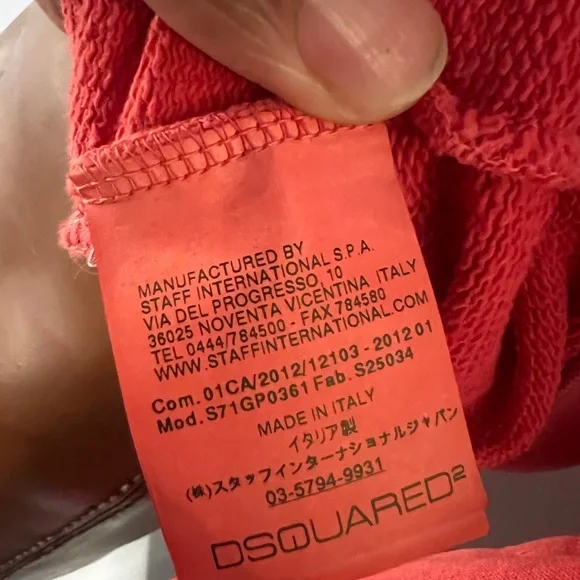 MANUFACTURED BY
STAFF INTERNATIONAL S.P.A.
VIA DEL PROGRESSO, 10
36025 NOVENTA VICENTINA ITALY
TEL 0444/784500 - FAX 784580
WWW.STAFFINTERNATIONAL.COM
Com. 01CA/2012/12103 - 2012 01
Mod. S71GP0361 Fab. S25034
MADE IN ITALY
イタリア製
(株)スタッフインターナショナルジャパン
03-5794-9931
DSQUARED2